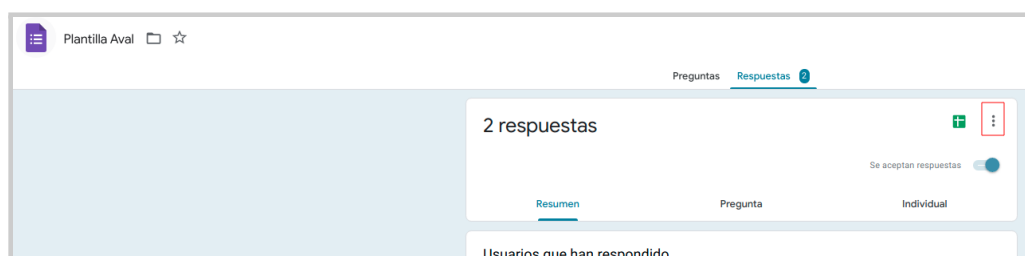 Plantilla Aval
Preguntas Respuestas 2
2 respuestas
Se aceptan respuestas
Resumen Pregunta Individual
Usuarios que han respondido